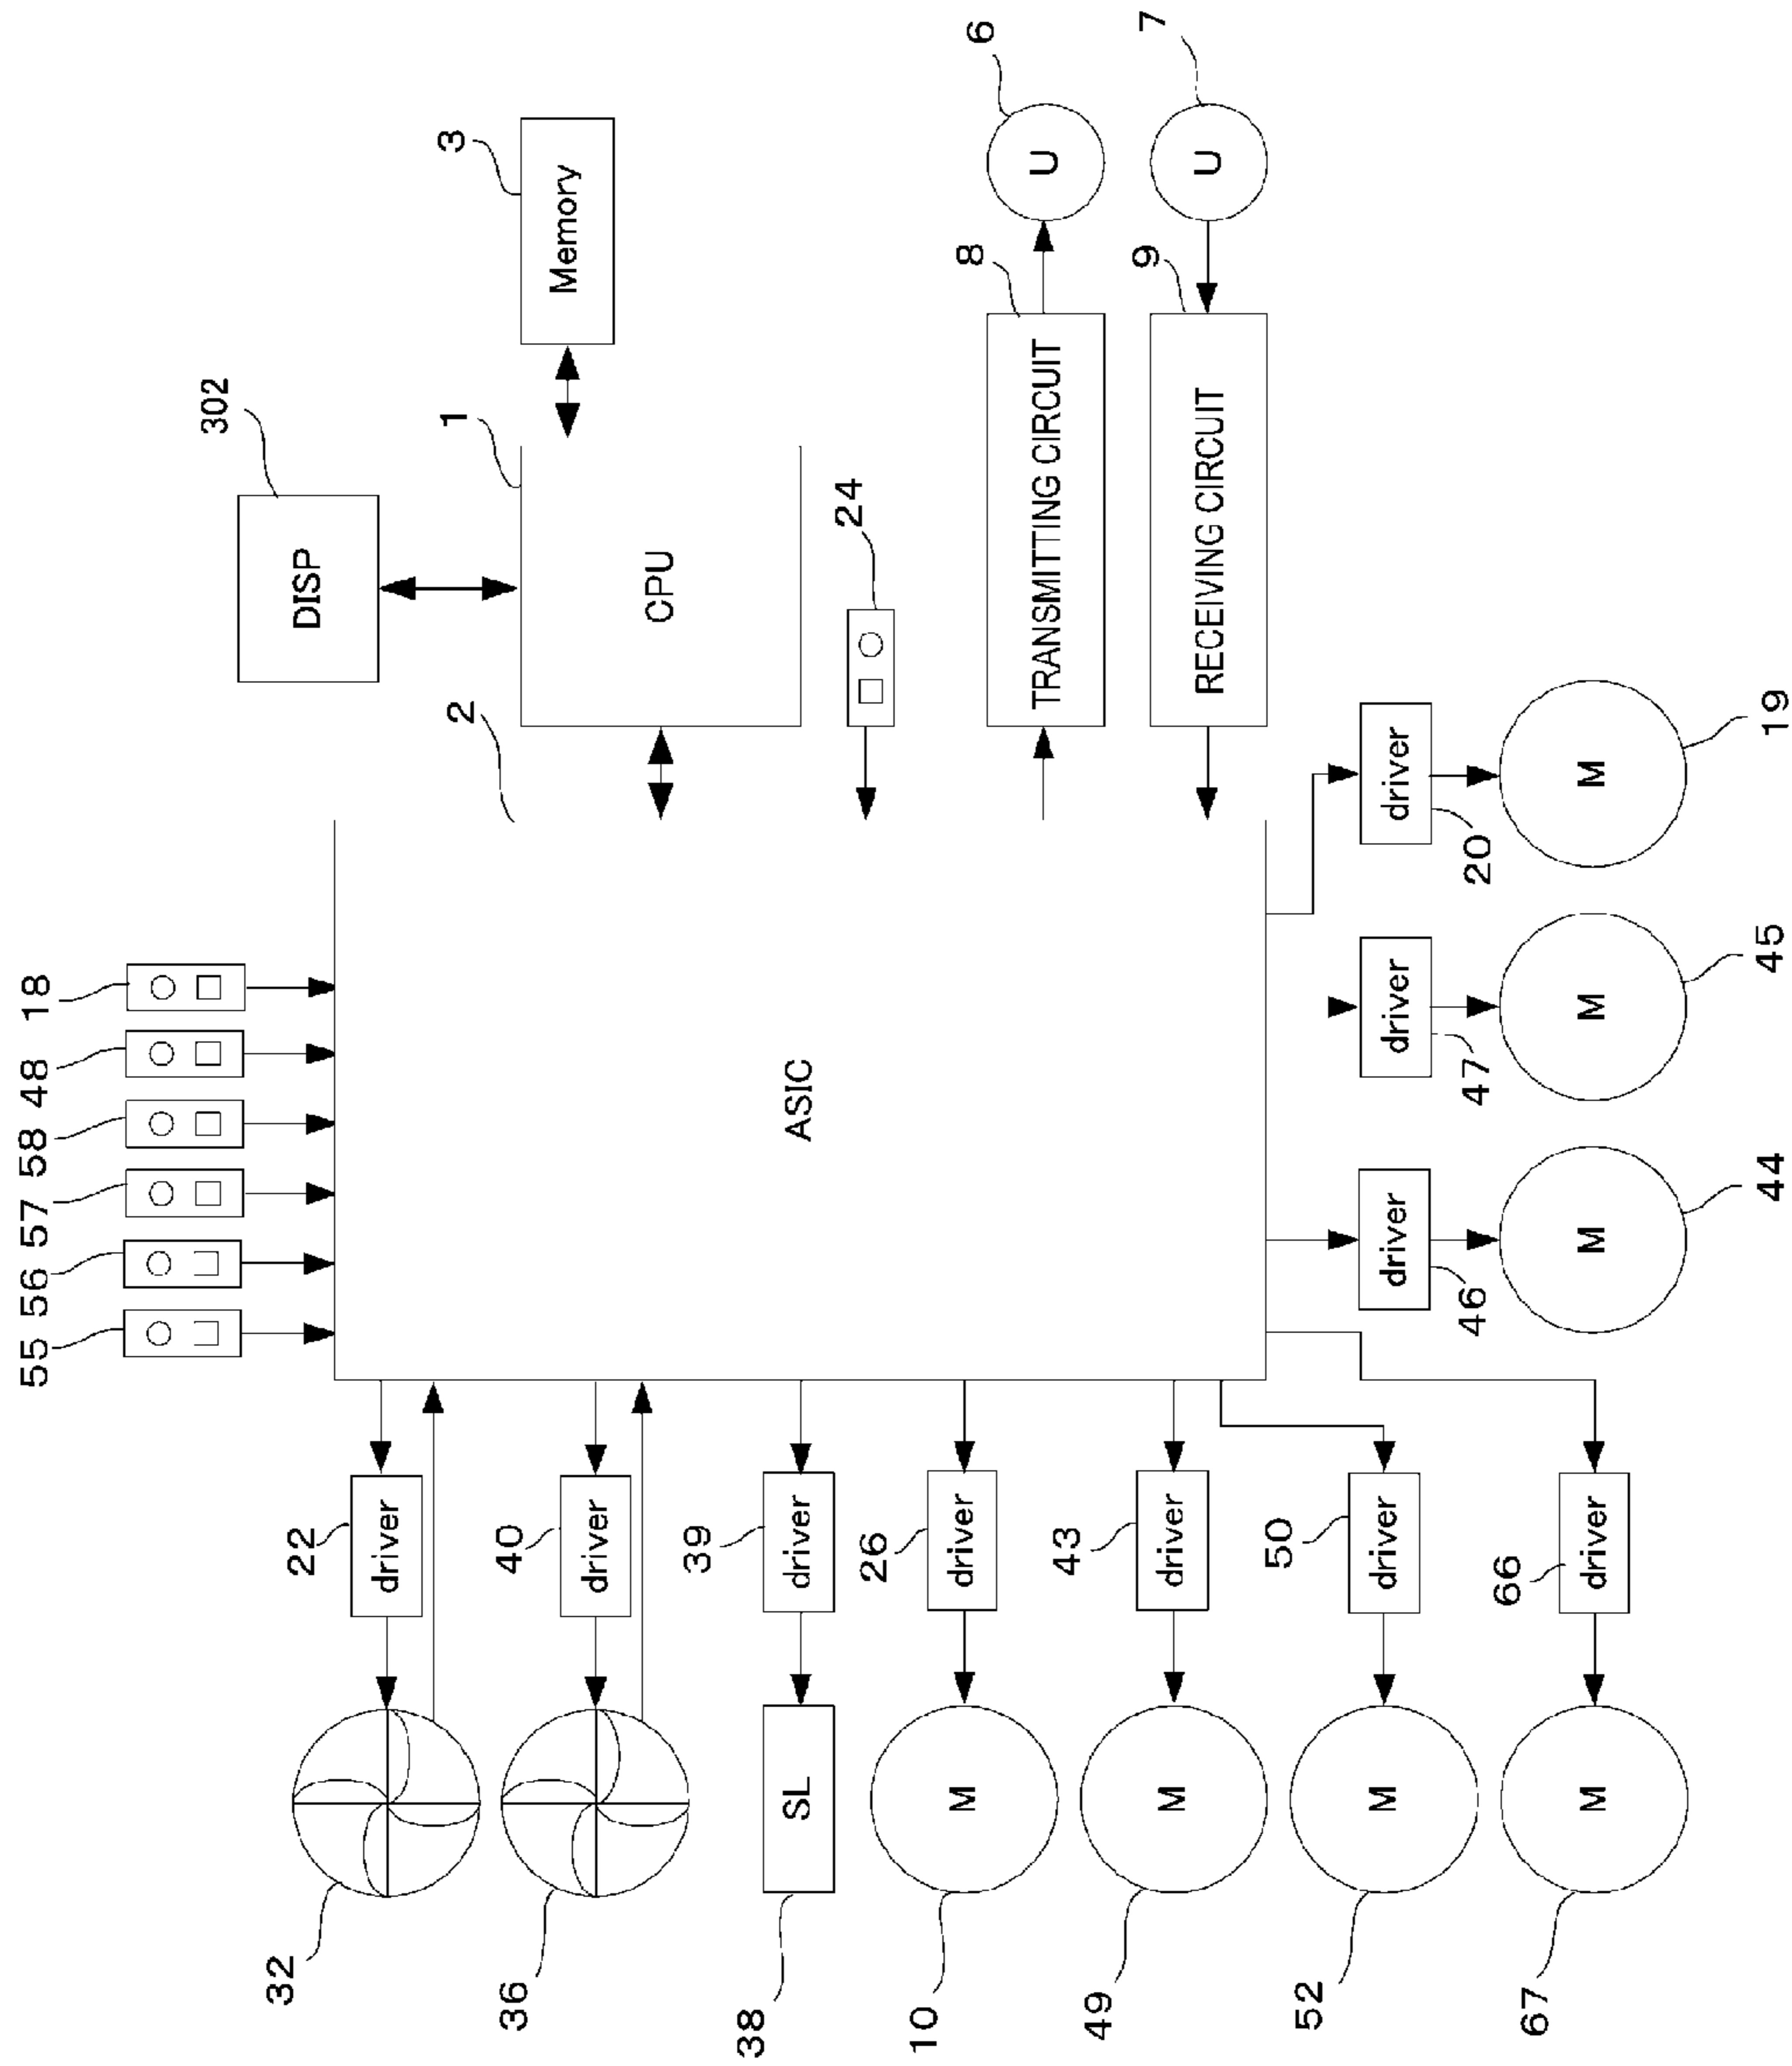 55 56 57 58 48 18
302
32
22
driver
DISP
2
1
3
36
40
driver
Memory
CPU
39
38
SL
driver
ASIC
24
26
10
M
driver
8
6
TRANSMITTING CIRCUIT
U
43
49
M
driver
9
7
RECEIVING CIRCUIT
U
50
52
M
driver
driver
driver
driver
46
47
20
66
67
M
driver
M
M
M
44
45
19